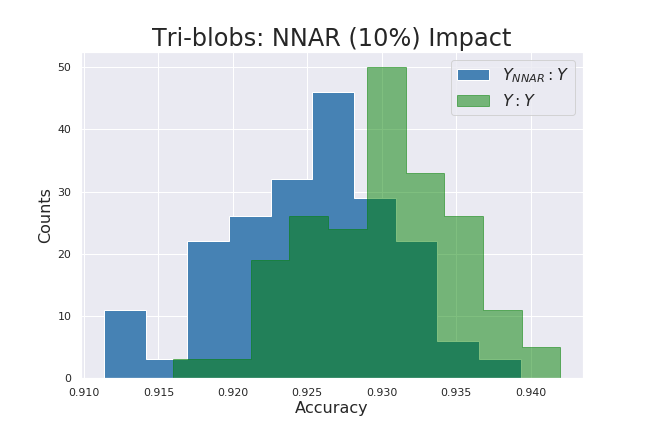 Tri-blobs: NNAR (10%) Impact
Y_NNAR : Y
Y : Y
50
40
30
20
10
0
Counts
0.910 0.915 0.920 0.925 0.930 0.935 0.940
Accuracy